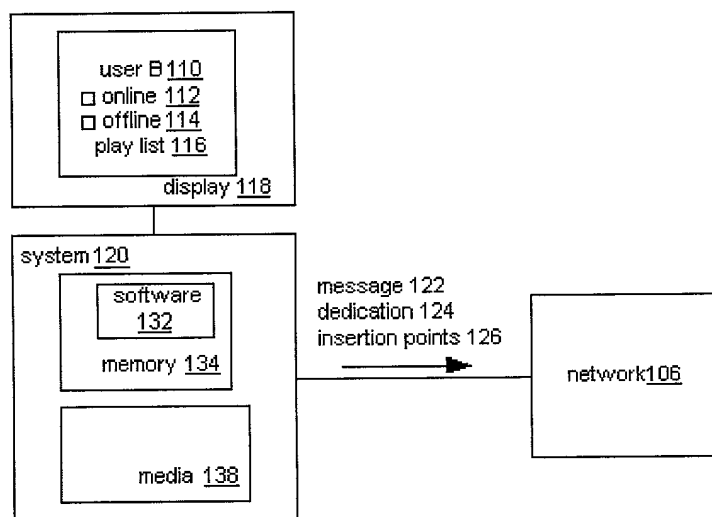 user B 110
online 112
offline 114
play list 116
display 118
system 120
software
132
memory 134
media 138
message 122
dedication 124
insertion points 126
network106